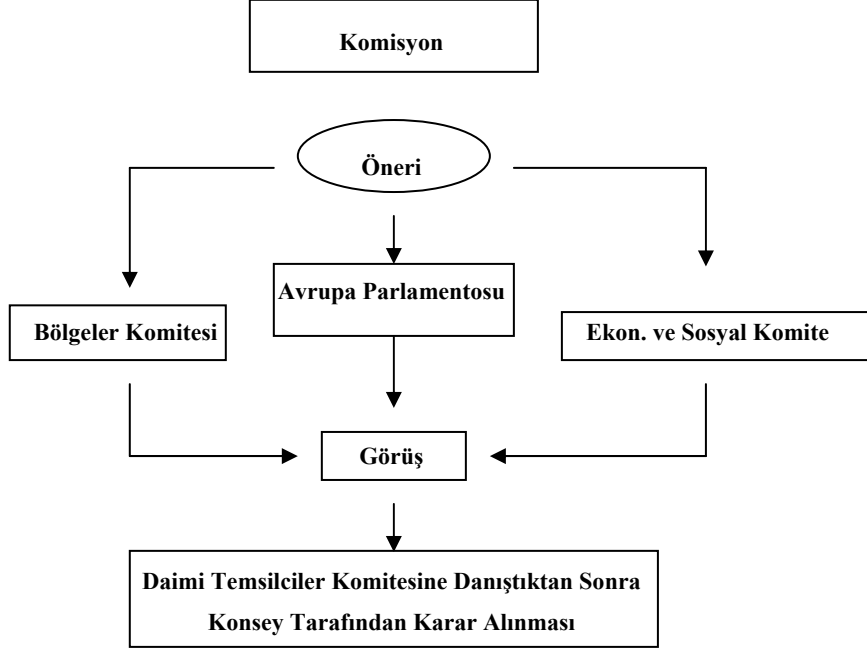 Komisyon
Öneri
Avrupa Parlamentosu
Bölgeler Komitesi
Ekon. ve Sosyal Komite
Görüş
Daimi Temsilciler Komitesine Danıştıktan Sonra
Konsey Tarafından Karar Alınması